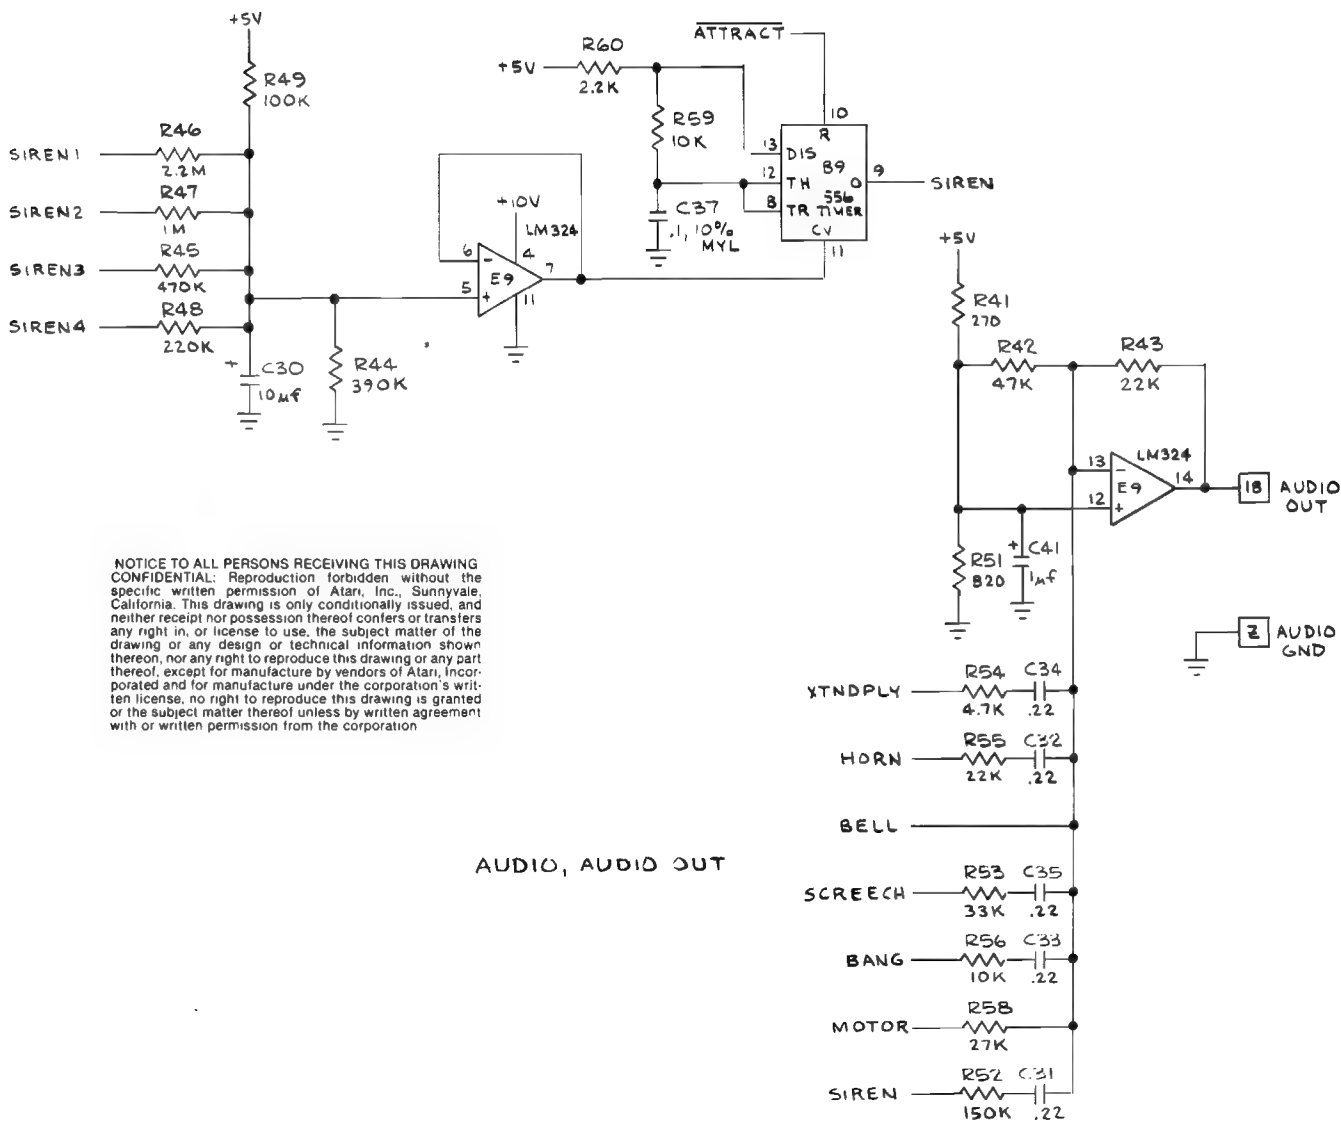 +5V
R49
100K
SIREN1
R46
2.2M
SIREN2
R47
1M
SIREN3
R45
470K
SIREN4
R48
220K
+
C30
10µf
R44
390K
+10V
LM324
6
-
4
7
E9
5
+
11
ATTRACT
+5V
R60
2.2K
R59
10K
C37
.1, 10%
MYL
10
R
13
DIS
B9
12
TH
O
9
SIREN
556
8
TR TIMER
CV
11
+5V
R41
270
R42
47K
R43
22K
LM324
13
-
E9
14
12
+
18
AUDIO
OUT
R51
820
+
C41
1µf
Z
AUDIO
GND
NOTICE TO ALL PERSONS RECEIVING THIS DRAWING
CONFIDENTIAL: Reproduction forbidden without the
specific written permission of Atari, Inc., Sunnyvale,
California. This drawing is only conditionally issued, and
neither receipt nor possession thereof confers or transfers
any right in, or license to use, the subject matter of the
drawing or any design or technical information shown
thereon, nor any right to reproduce this drawing or any part
thereof, except for manufacture by vendors of Atari, Incor-
porated and for manufacture under the corporation's writ-
ten license, no right to reproduce this drawing is granted
or the subject matter thereof unless by written agreement
with or written permission from the corporation
XTNDPLY
R54
4.7K
C34
.22
HORN
R55
22K
C32
.22
BELL
AUDIO, AUDIO OUT
SCREECH
R53
33K
C35
.22
BANG
R56
10K
C33
.22
MOTOR
R58
27K
SIREN
R52
150K
C31
.22